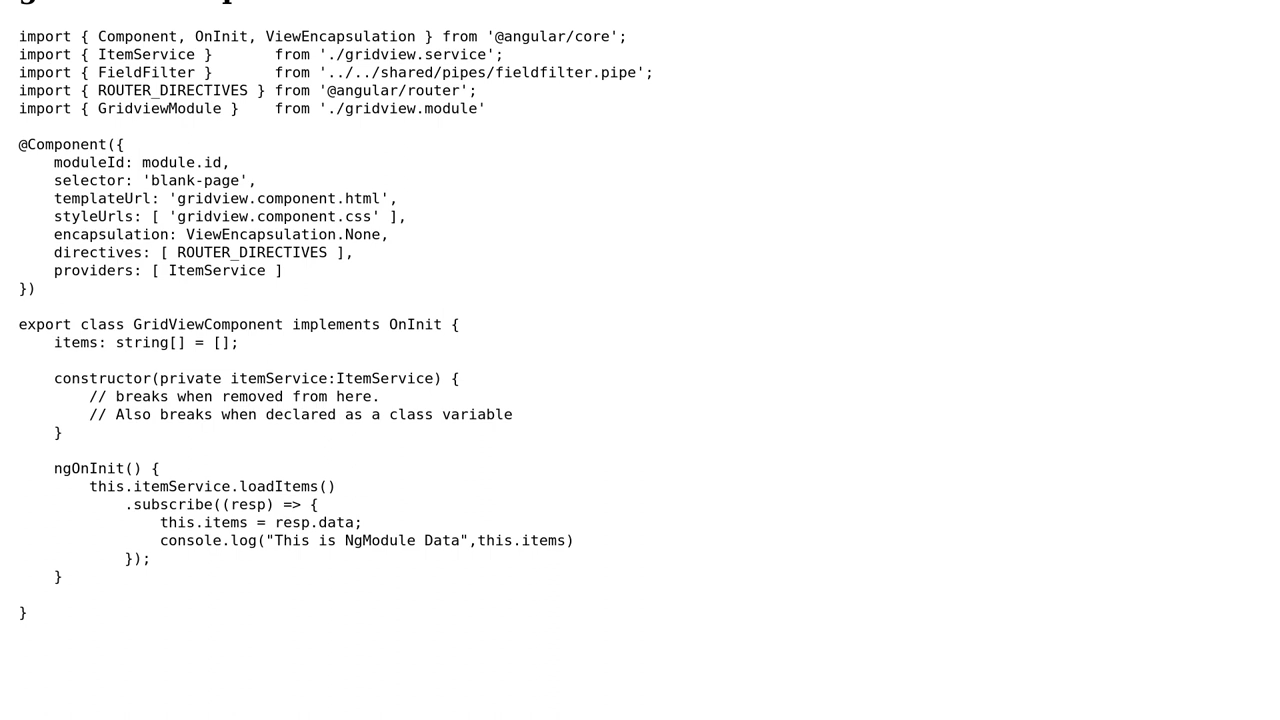 import { Component, OnInit, ViewEncapsulation } from '@angular/core';
import { ItemService }       from './gridview.service';
import { FieldFilter }       from '../../shared/pipes/fieldfilter.pipe';
import { ROUTER_DIRECTIVES } from '@angular/router';
import { GridviewModule }    from './gridview.module'

@Component({
    moduleId: module.id,
    selector: 'blank-page',
    templateUrl: 'gridview.component.html',
    styleUrls: [ 'gridview.component.css' ],
    encapsulation: ViewEncapsulation.None,
    directives: [ ROUTER_DIRECTIVES ],
    providers: [ ItemService ]
})

export class GridViewComponent implements OnInit {
    items: string[] = [];

    constructor(private itemService:ItemService) {
        // breaks when removed from here.
        // Also breaks when declared as a class variable
    }

    ngOnInit() {
        this.itemService.loadItems()
            .subscribe((resp) => {
                this.items = resp.data;
                console.log("This is NgModule Data",this.items)
            });
    }

}